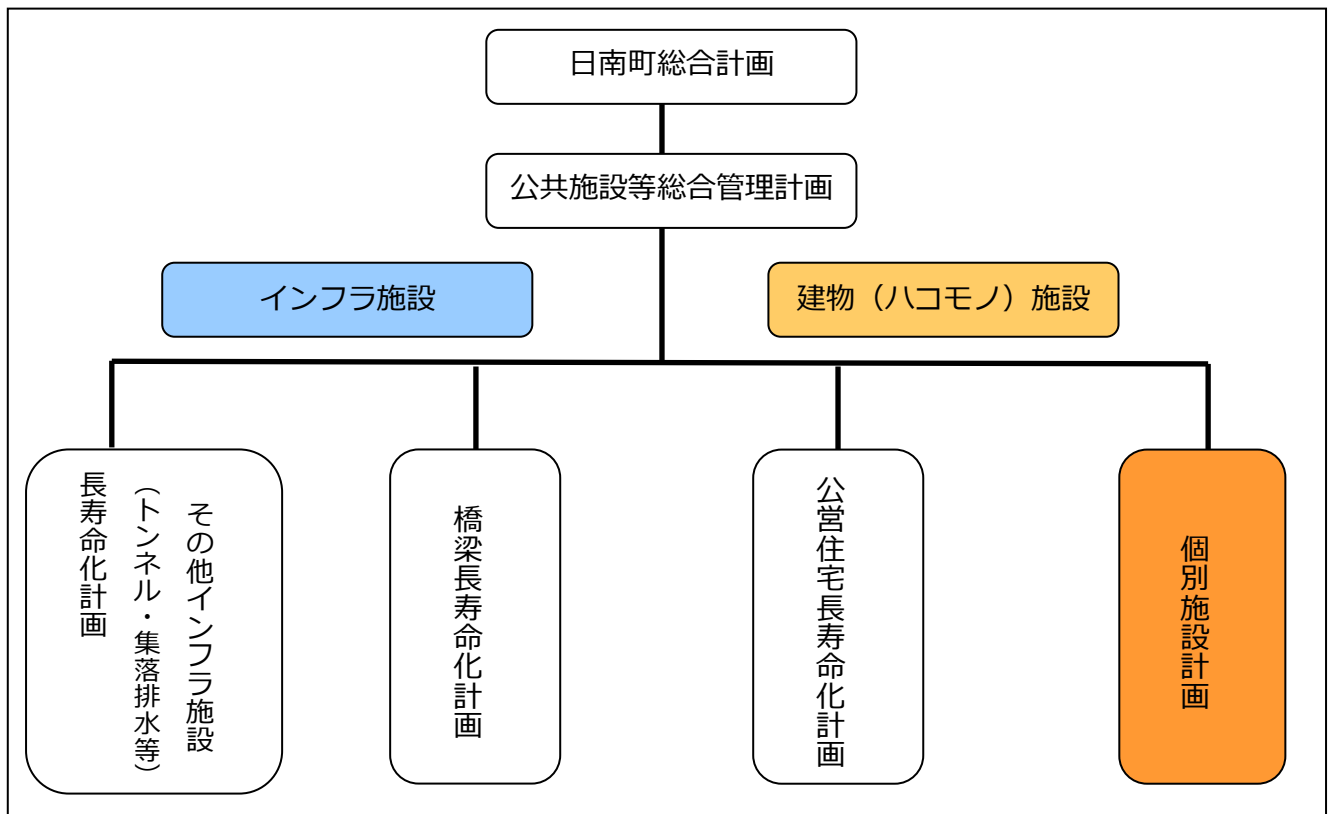 日南町総合計画
公共施設等総合管理計画
インフラ施設
建物（ハコモノ）施設
その他インフラ施設
（トンネル・集落排水等）
長寿命化計画
橋梁長寿命化計画
公営住宅長寿命化計画
個別施設計画